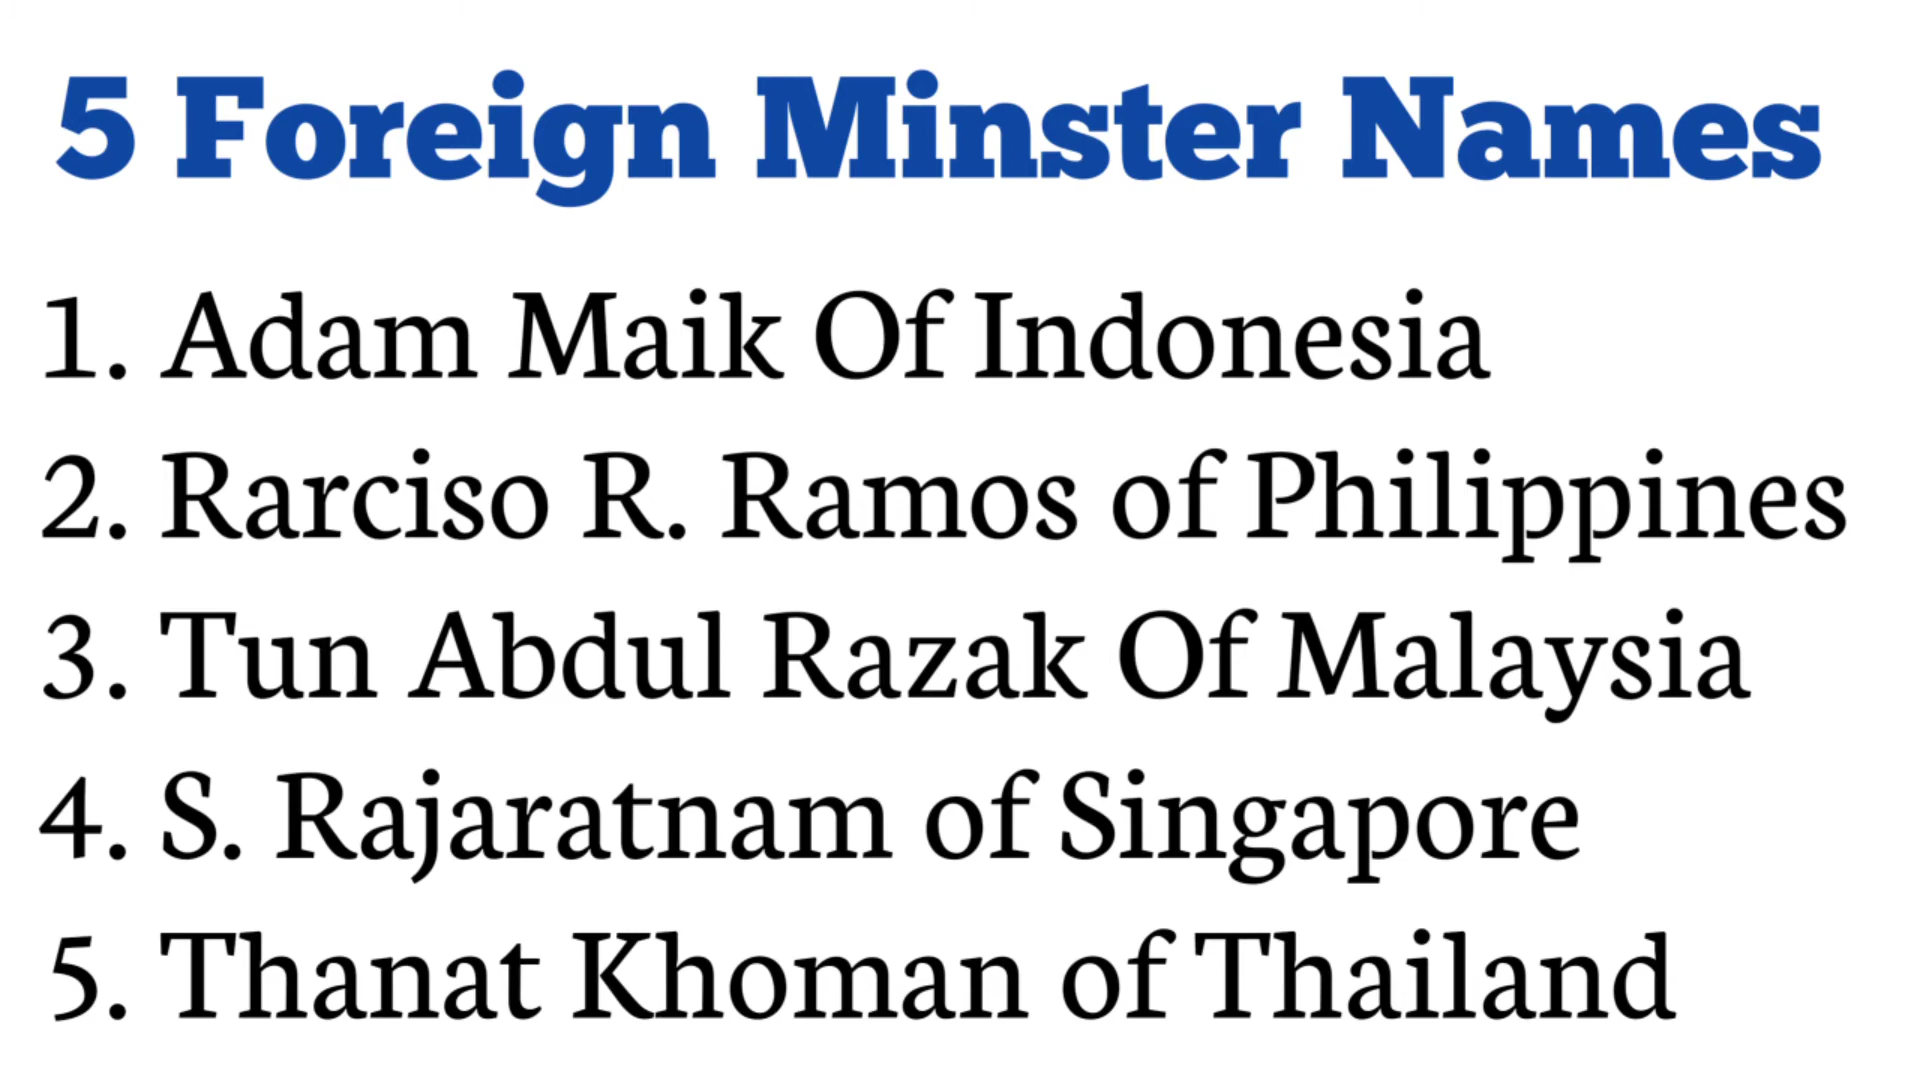 5 Foreign Minster Names
1. Adam Maik Of Indonesia
2. Rarciso R. Ramos of Philippines
3. Tun Abdul Razak Of Malaysia
4. S. Rajaratnam of Singapore
5. Thanat Khoman of Thailand